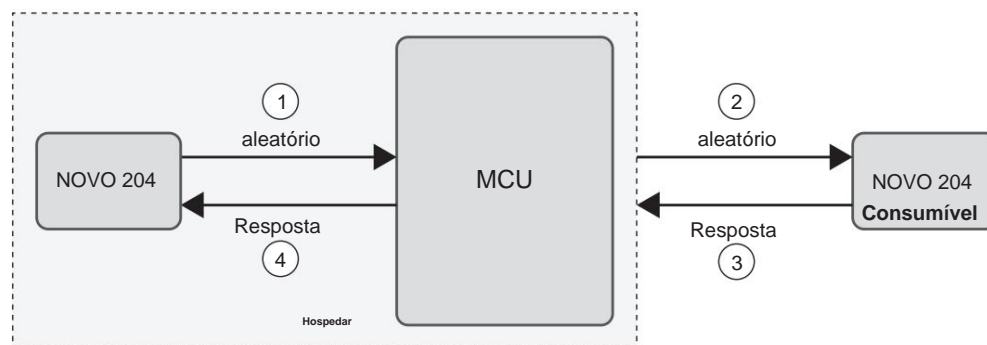 1
aleatório
2
aleatório
NOVO 204
MCU
NOVO 204
Consumível
Resposta
4
Resposta
3
Hospedar